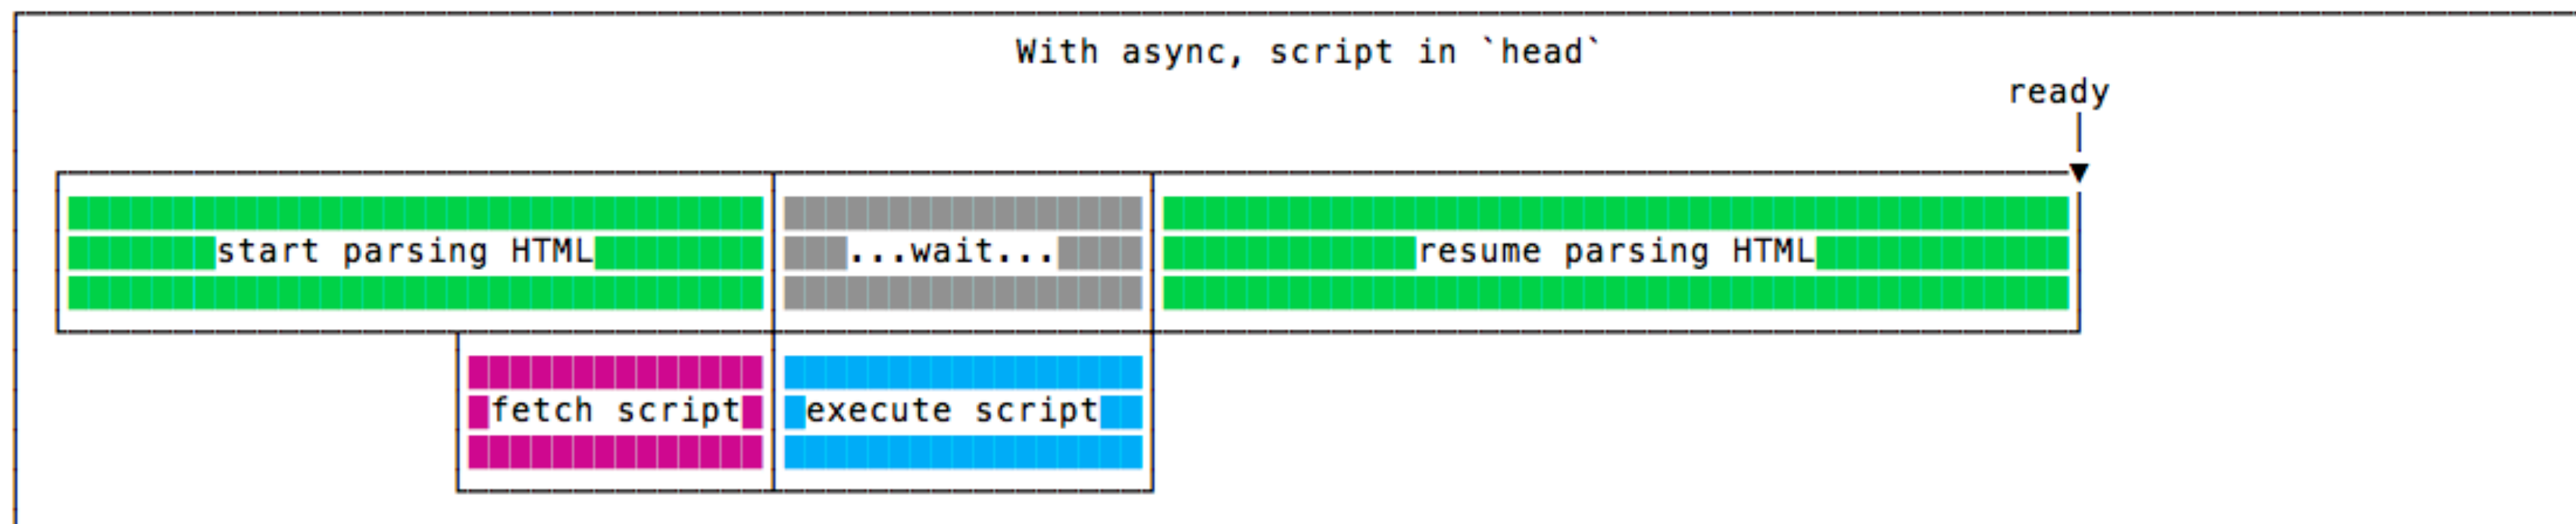 With async, script in `head`
ready
start parsing HTML
...wait...
resume parsing HTML
fetch script
execute script